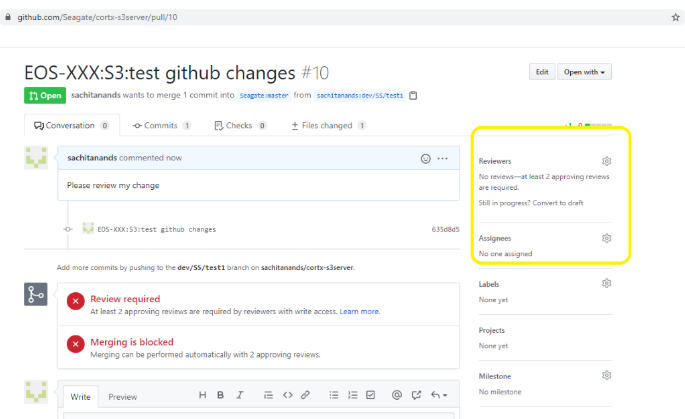 github.com/Seagate/cortx-s3server/pull/10
EOS-XXX:S3:test github changes #10
Edit
Open with
Open
sachitanands wants to merge 1 commit into Seagate:master from sachitanands:dev/SS/test1
Conversation 0
Commits 1
Checks 0
Files changed 1
sachitanands commented now
Please review my change
EOS-XXX:S3:test github changes
635d8d5
Add more commits by pushing to the dev/SS/test1 branch on sachitanands/cortx-s3server.
Review required
At least 2 approving reviews are required by reviewers with write access. Learn more.
Merging is blocked
Merging can be performed automatically with 2 approving reviews.
Write
Preview
H B I
Reviewers
No reviews—at least 2 approving reviews
are required.
Still in progress? Convert to draft
Assignees
No one assigned
Labels
None yet
Projects
None yet
Milestone
No milestone